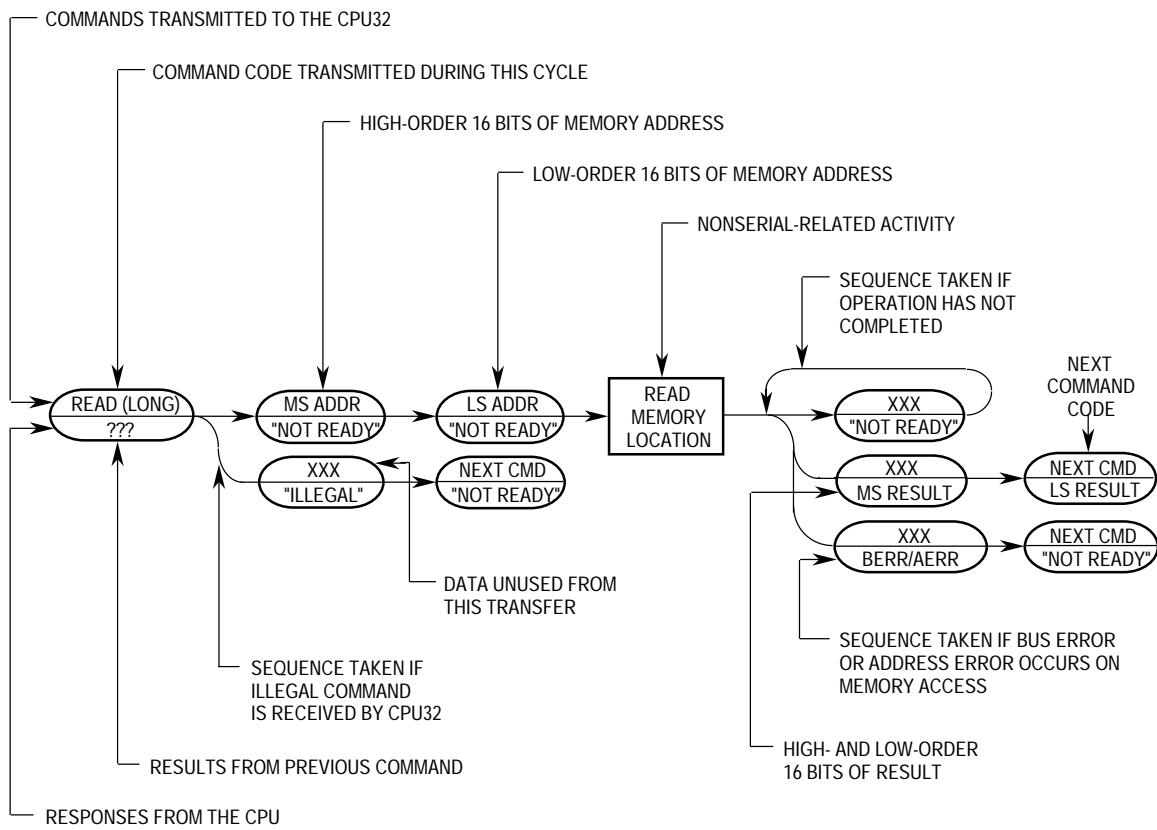 COMMANDS TRANSMITTED TO THE CPU32
COMMAND CODE TRANSMITTED DURING THIS CYCLE
HIGH-ORDER 16 BITS OF MEMORY ADDRESS
LOW-ORDER 16 BITS OF MEMORY ADDRESS
NONSERIAL-RELATED ACTIVITY
SEQUENCE TAKEN IF
OPERATION HAS NOT
COMPLETED
NEXT
COMMAND
CODE
READ (LONG)
???
MS ADDR
"NOT READY"
LS ADDR
"NOT READY"
READ
MEMORY
LOCATION
XXX
"NOT READY"
XXX
"ILLEGAL"
NEXT CMD
"NOT READY"
XXX
MS RESULT
NEXT CMD
LS RESULT
XXX
BERR/AERR
NEXT CMD
"NOT READY"
DATA UNUSED FROM
THIS TRANSFER
SEQUENCE TAKEN IF BUS ERROR
OR ADDRESS ERROR OCCURS ON
MEMORY ACCESS
SEQUENCE TAKEN IF
ILLEGAL COMMAND
IS RECEIVED BY CPU32
HIGH- AND LOW-ORDER
16 BITS OF RESULT
RESULTS FROM PREVIOUS COMMAND
RESPONSES FROM THE CPU